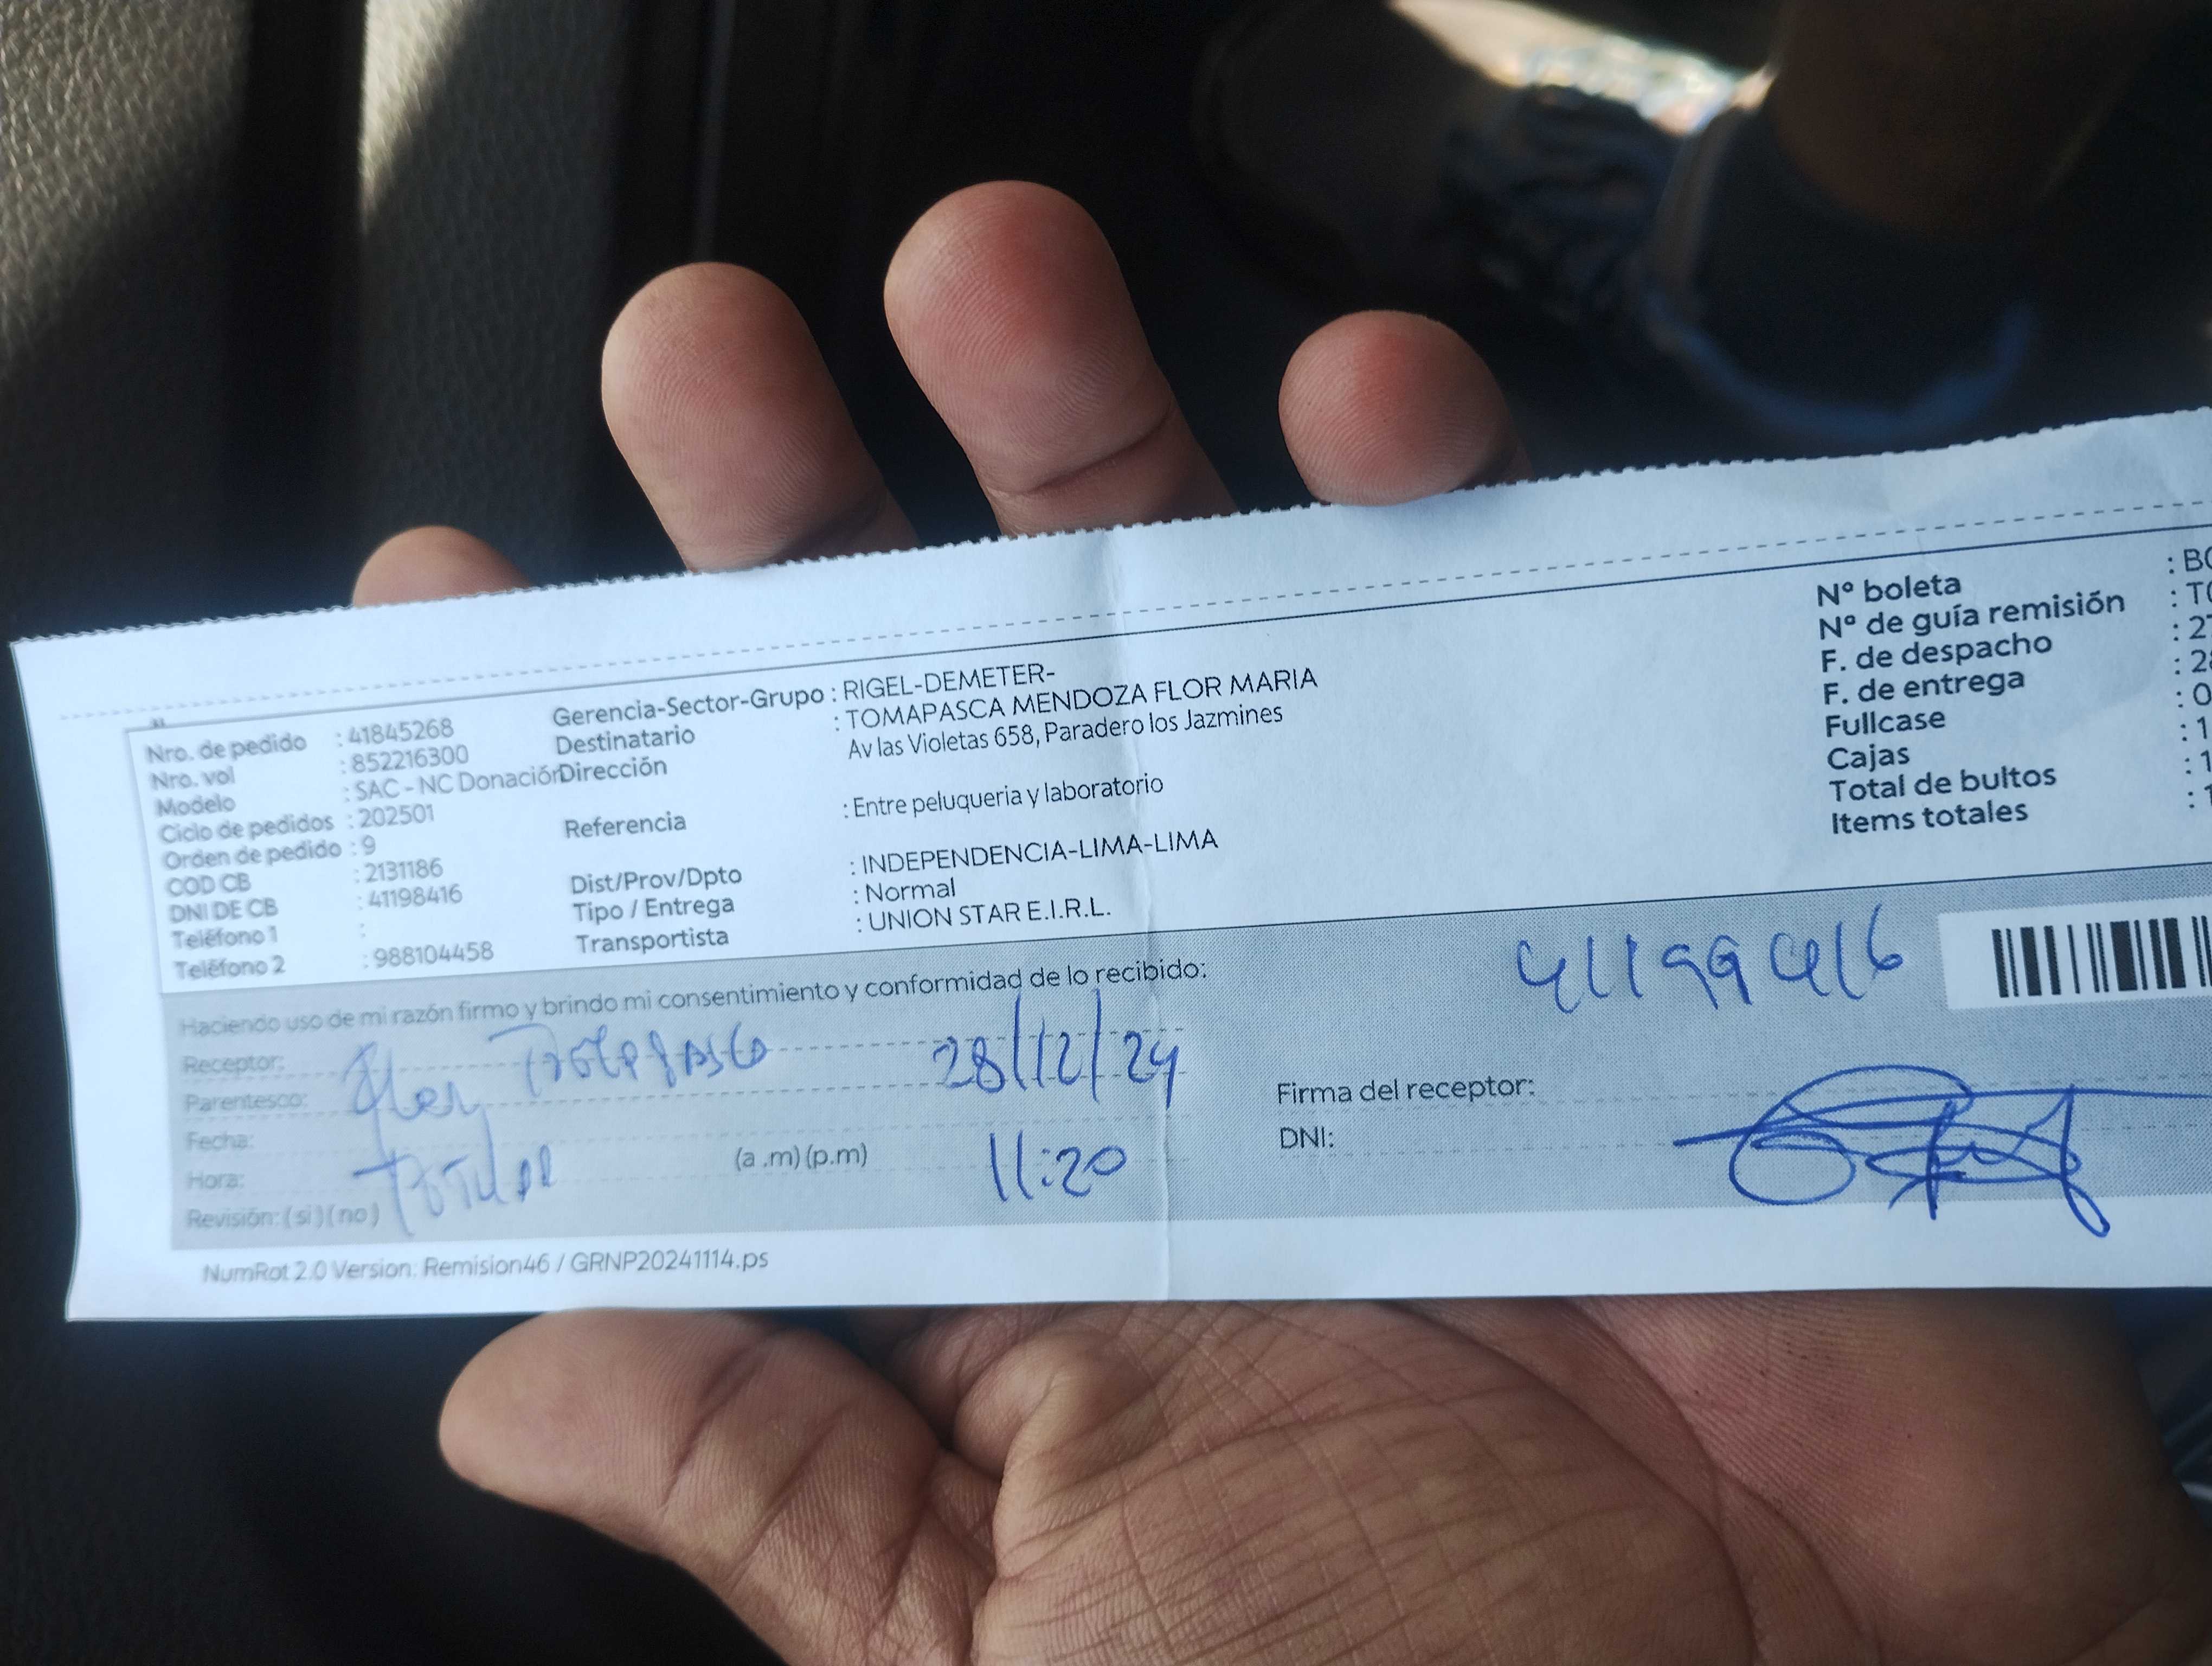 Nro. de pedido : 41845268
Nro. vol : 852216300
Modelo : SAC - NC Donación
Ciclo de pedidos : 202501
Orden de pedido : 9
COD CB : 2131186
DNI DE CB : 41198416
Teléfono 1 :
Teléfono 2 : 988104458
Gerencia-Sector-Grupo : RIGEL-DEMETER-
Destinatario : TOMAPASCA MENDOZA FLOR MARIA
Dirección Av las Violetas 658, Paradero los Jazmines
Referencia : Entre peluqueria y laboratorio
Dist/Prov/Dpto : INDEPENDENCIA-LIMA-LIMA
Tipo / Entrega : Normal
Transportista : UNION STAR E.I.R.L.
N° boleta : B
N° de guía remisión : T
F. de despacho : 2
F. de entrega : 2
Fullcase
Cajas : 1
Total de bultos : 1
Items totales : 1
Haciendo uso de mi razón firmo y brindo mi consentimiento y conformidad de lo recibido:
Receptor:
Parentesco:
28/12/24
Fecha:
Hora: (a .m) (p.m) 11:20
Revisión: ( si ) ( no )
Firma del receptor:
DNI:
NumRot 2.0 Version: Remision46 / GRNP20241114.ps